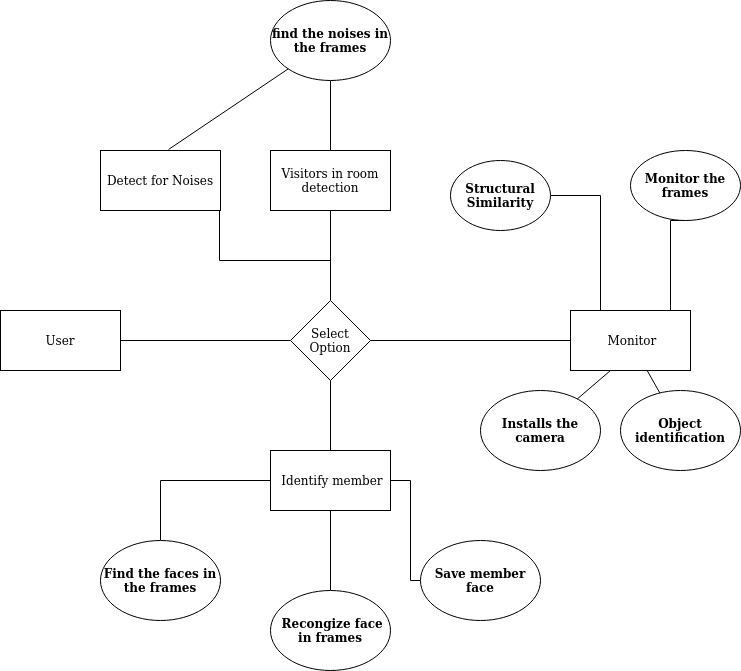 find the noises in
the frames
Detect for Noises
Visitors in room
detection
Structural
Similarity
Monitor the
frames
User
Select
Option
Monitor
Installs the
camera
Object
identification
Identify member
Find the faces in
the frames
Save member
face
Recongize face
in frames